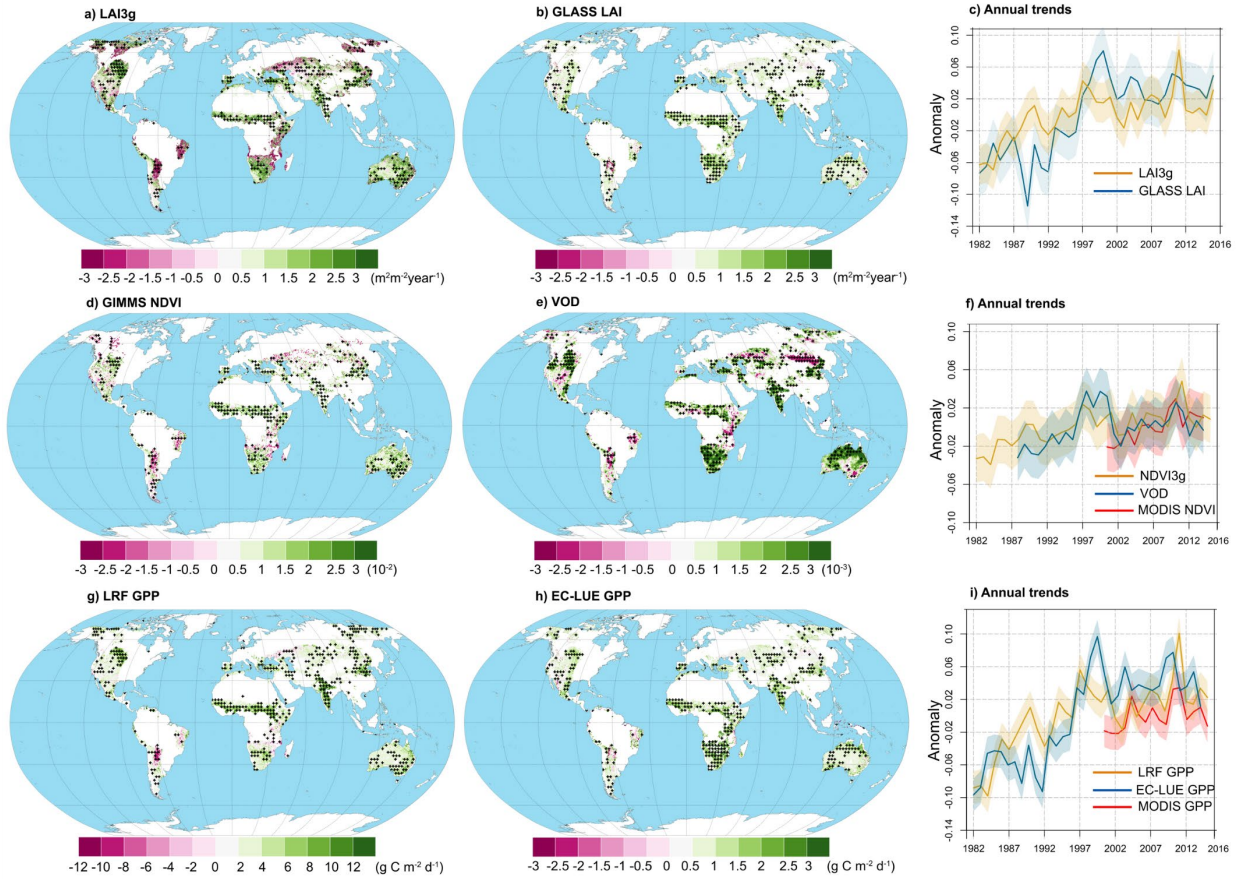 a) LAI3g
b) GLASS LAI
c) Annual trends
-3 -2.5 -2 -1.5 -1 -0.5 0 0.5 1 1.5 2 2.5 3 (m²m⁻²year⁻¹)
-3 -2.5 -2 -1.5 -1 -0.5 0 0.5 1 1.5 2 2.5 3 (m²m⁻²year⁻¹)
Anomaly
0.10
0.06
0.02
-0.02
-0.06
-0.10
-0.14
LAI3g
GLASS LAI
1982 1987 1992 1997 2002 2007 2012 2016
d) GIMMS NDVI
e) VOD
f) Annual trends
-3 -2.5 -2 -1.5 -1 -0.5 0 0.5 1 1.5 2 2.5 3 (10⁻²)
-3 -2.5 -2 -1.5 -1 -0.5 0 0.5 1 1.5 2 2.5 3 (10⁻³)
Anomaly
0.10
0.06
0.02
-0.02
-0.06
-0.10
NDVI3g
VOD
MODIS NDVI
1982 1987 1992 1997 2002 2007 2012 2016
g) LRF GPP
h) EC-LUE GPP
i) Annual trends
-12 -10 -8 -6 -4 -2 0 2 4 6 8 10 12 (g C m⁻² d⁻¹)
-3 -2.5 -2 -1.5 -1 -0.5 0 0.5 1 1.5 2 2.5 3 (g C m⁻² d⁻¹)
Anomaly
0.10
0.06
0.02
-0.02
-0.06
-0.10
-0.14
LRF GPP
EC-LUE GPP
MODIS GPP
1982 1987 1992 1997 2002 2007 2012 2016